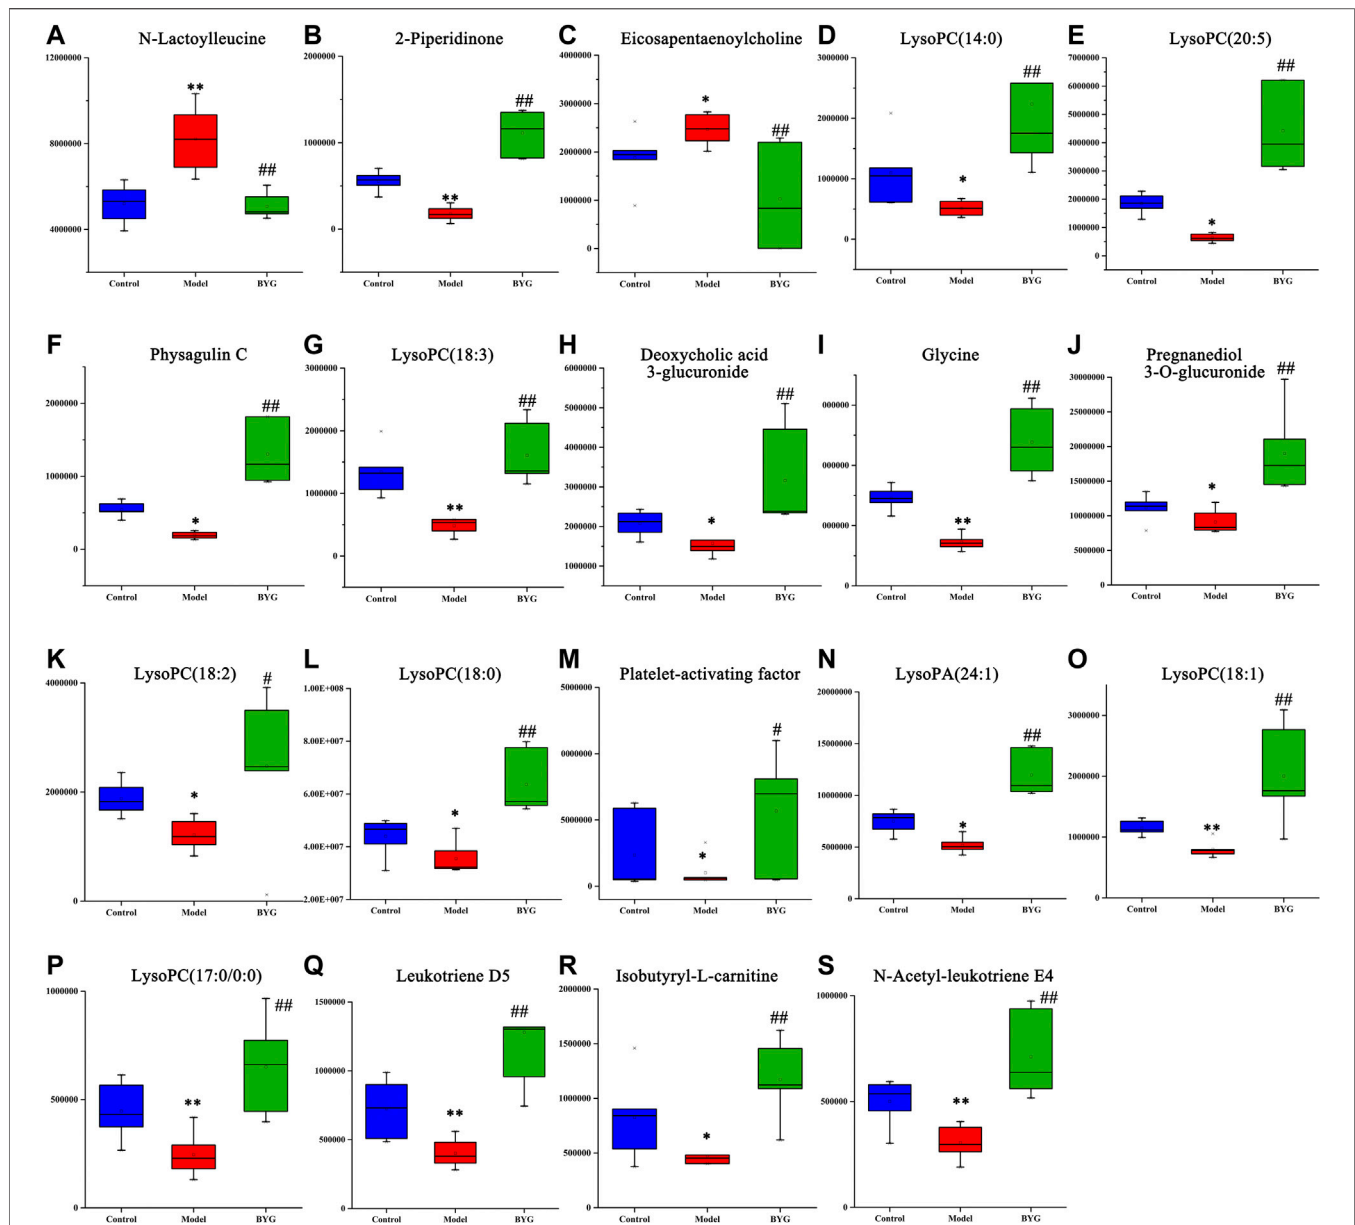 A
N-Lactoylleucine
12000000
8000000
4000000
**
##
Control Model BYG
B
2-Piperidinone
2000000
1000000
0
**
##
Control Model BYG
C
Eicosapentaenoylcholine
4000000
3000000
2000000
1000000
0
*
##
Control Model BYG
D
LysoPC(14:0)
3000000
2000000
1000000
0
*
##
Control Model BYG
E
LysoPC(20:5)
7000000
6000000
5000000
4000000
3000000
2000000
1000000
0
*
##
Control Model BYG
F
Physagulin C
2000000
1000000
0
*
##
Control Model BYG
G
LysoPC(18:3)
3000000
2000000
1000000
0
**
##
Control Model BYG
H
Deoxycholic acid
3-glucuronide
6000000
5000000
4000000
3000000
2000000
1000000
*
##
Control Model BYG
I
Glycine
000000
000000
000000
0
**
##
Control Model BYG
J
Pregnanediol
3-O-glucuronide
30000000
25000000
20000000
15000000
10000000
5000000
0
*
##
Control Model BYG
K
LysoPC(18:2)
4000000
2000000
0
*
#
Control Model BYG
L
LysoPC(18:0)
1.00E+008
8.00E+007
6.00E+007
4.00E+007
2.00E+007
*
##
Control Model BYG
M
Platelet-activating factor
5000000
0000000
5000000
0
*
#
Control Model BYG
N
LysoPA(24:1)
20000000
15000000
10000000
5000000
0
*
##
Control Model BYG
O
LysoPC(18:1)
3000000
2000000
1000000
0
**
##
Control Model BYG
P
LysoPC(17:0/0:0)
1000000
500000
0
**
##
Control Model BYG
Q
Leukotriene D5
1500000
1000000
500000
0
**
##
Control Model BYG
R
Isobutyryl-L-carnitine
2000000
1500000
1000000
500000
0
*
##
Control Model BYG
S
N-Acetyl-leukotriene E4
1000000
500000
0
**
##
Control Model BYG